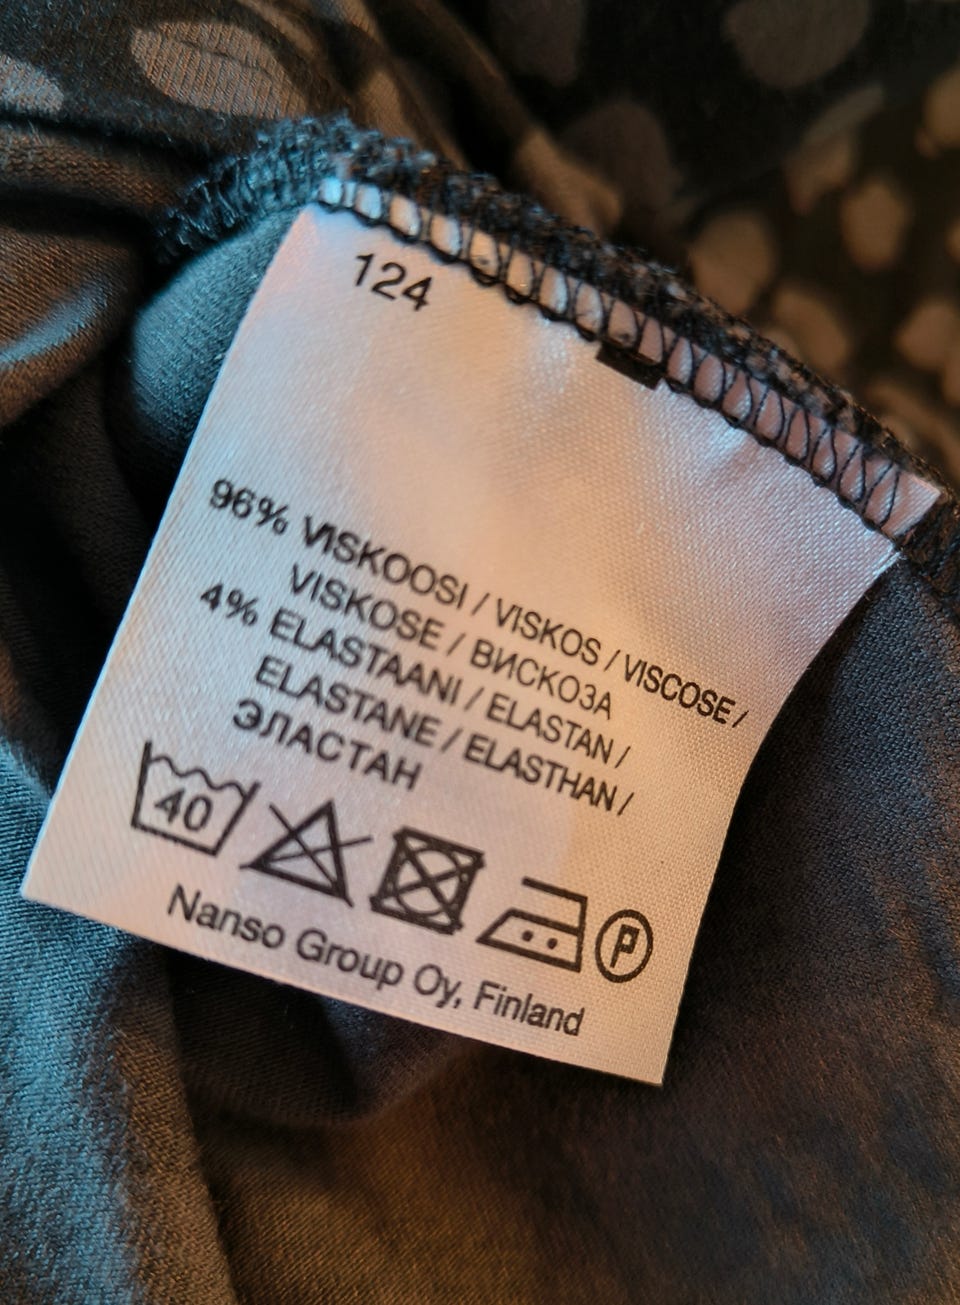 124
96% VISKOOSI / VISKOS / VISCOSE /
VISKOSE / ВИСКОЗА
4% ELASTAANI / ELASTAN /
ELASTANE / ELASTHAN /
ЭЛАСТАН
40 P
Nanso Group Oy, Finland